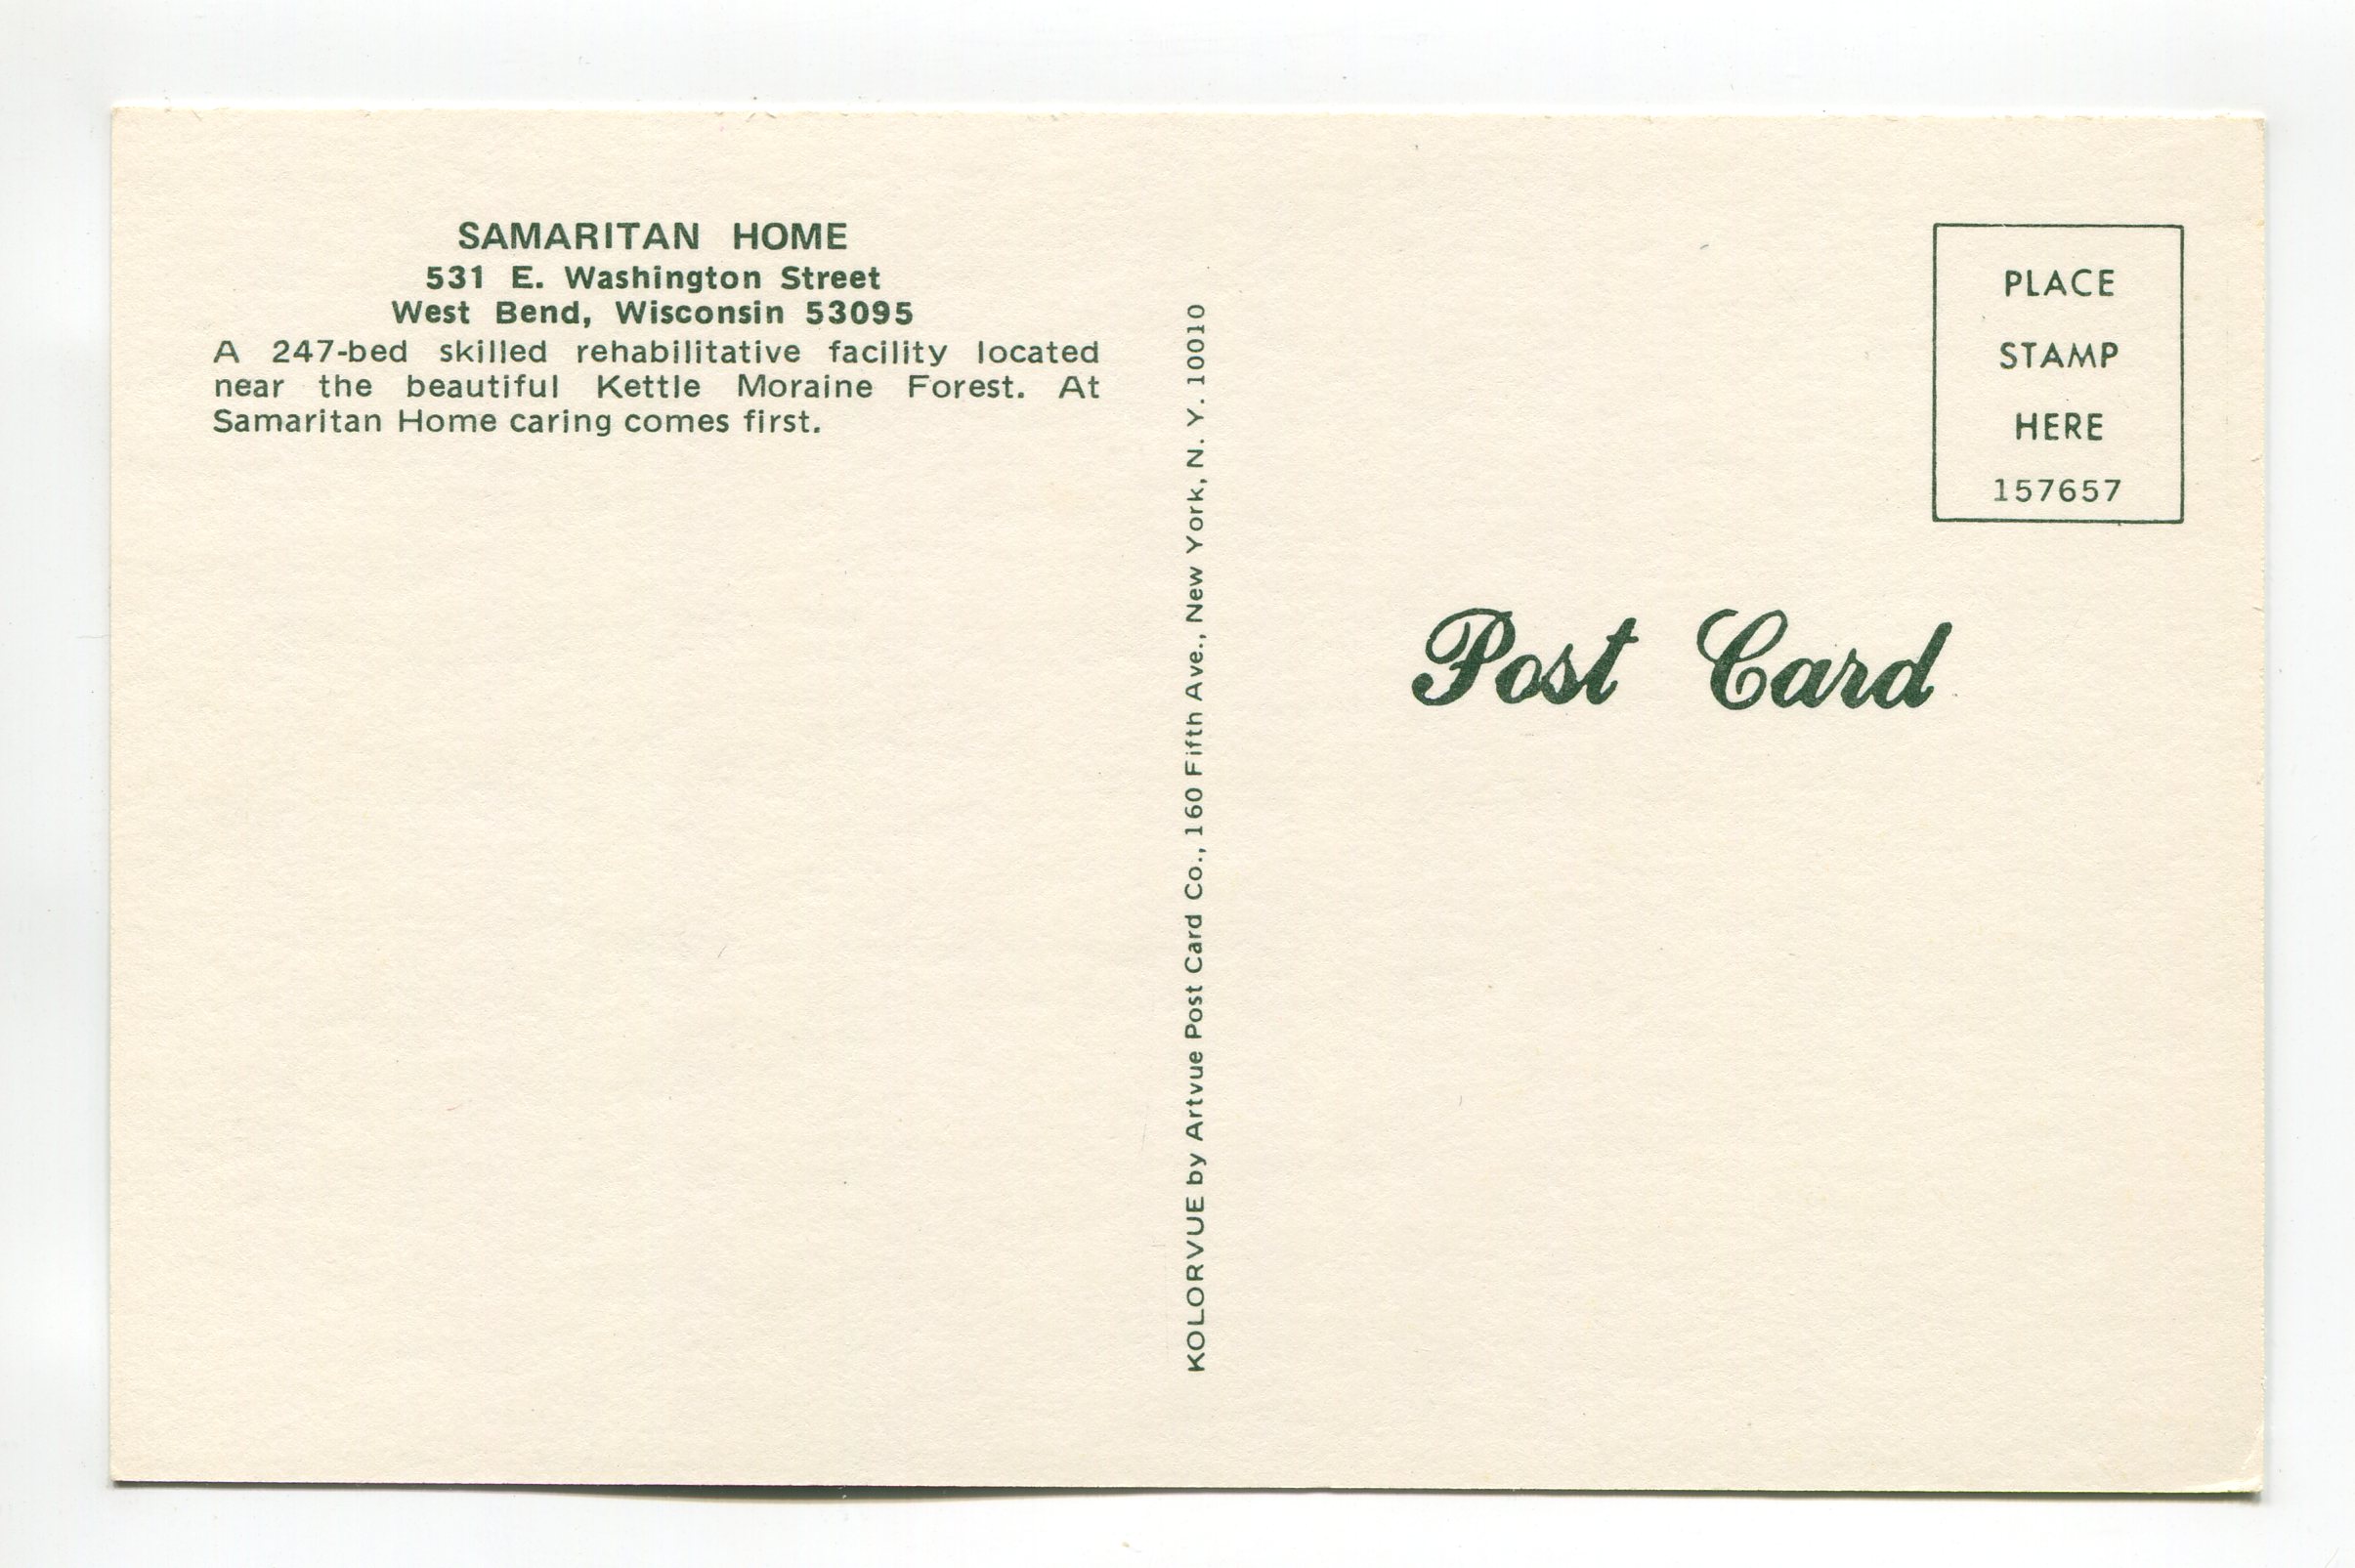 SAMARITAN HOME
531 E. Washington Street
West Bend, Wisconsin 53095
A 247-bed skilled rehabilitative facility located
near the beautiful Kettle Moraine Forest. At
Samaritan Home caring comes first.
KOLORVUE by Artvue Post Card Co., 160 Fifth Ave., New York, N. Y. 10010
PLACE
STAMP
HERE
157657
Post Card